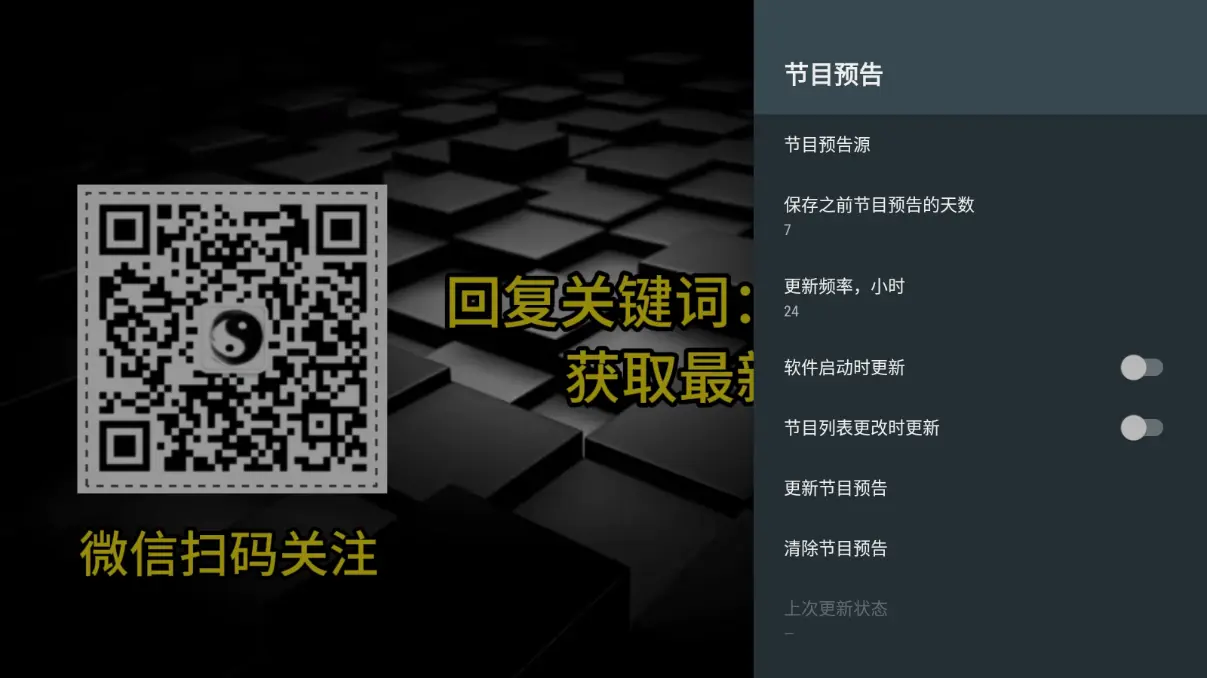 回复关键词：
获取最
微信扫码关注
节目预告
节目预告源
保存之前节目预告的天数
7
更新频率，小时
24
软件启动时更新
节目列表更改时更新
更新节目预告
清除节目预告
上次更新状态
–